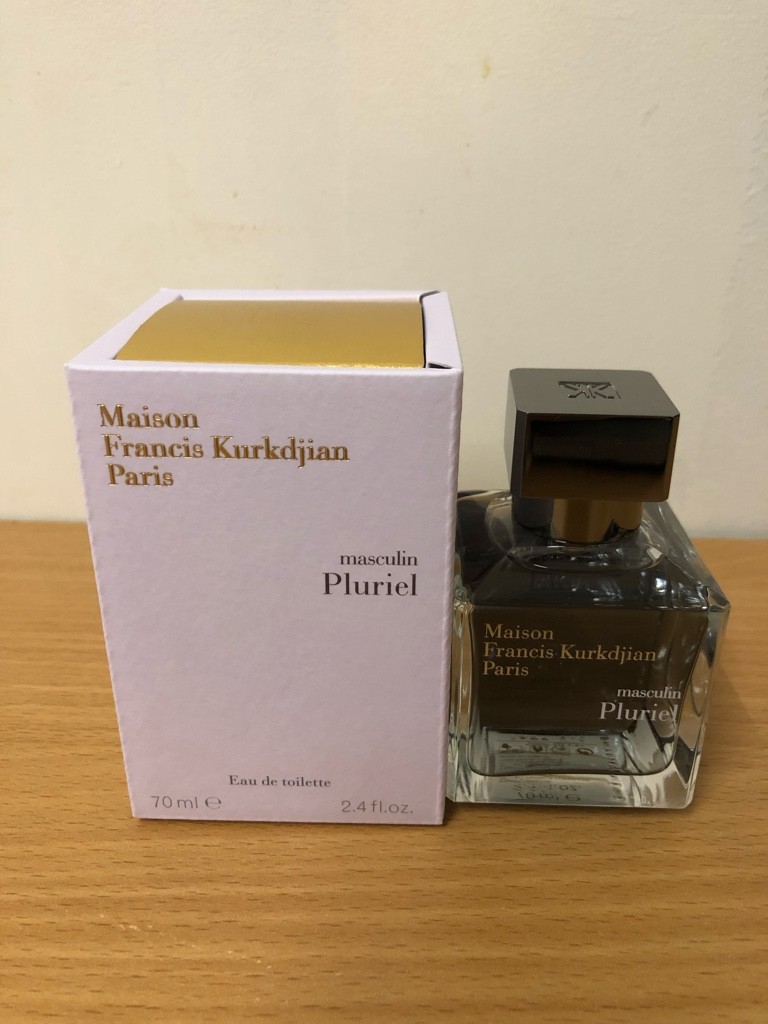 Maison
Francis Kurkdjian
Paris
masculin
Pluriel
Eau de toilette
70 ml ℮
2.4 fl.oz.
Maison
Francis Kurkdjian
Paris
masculin
Pluriel